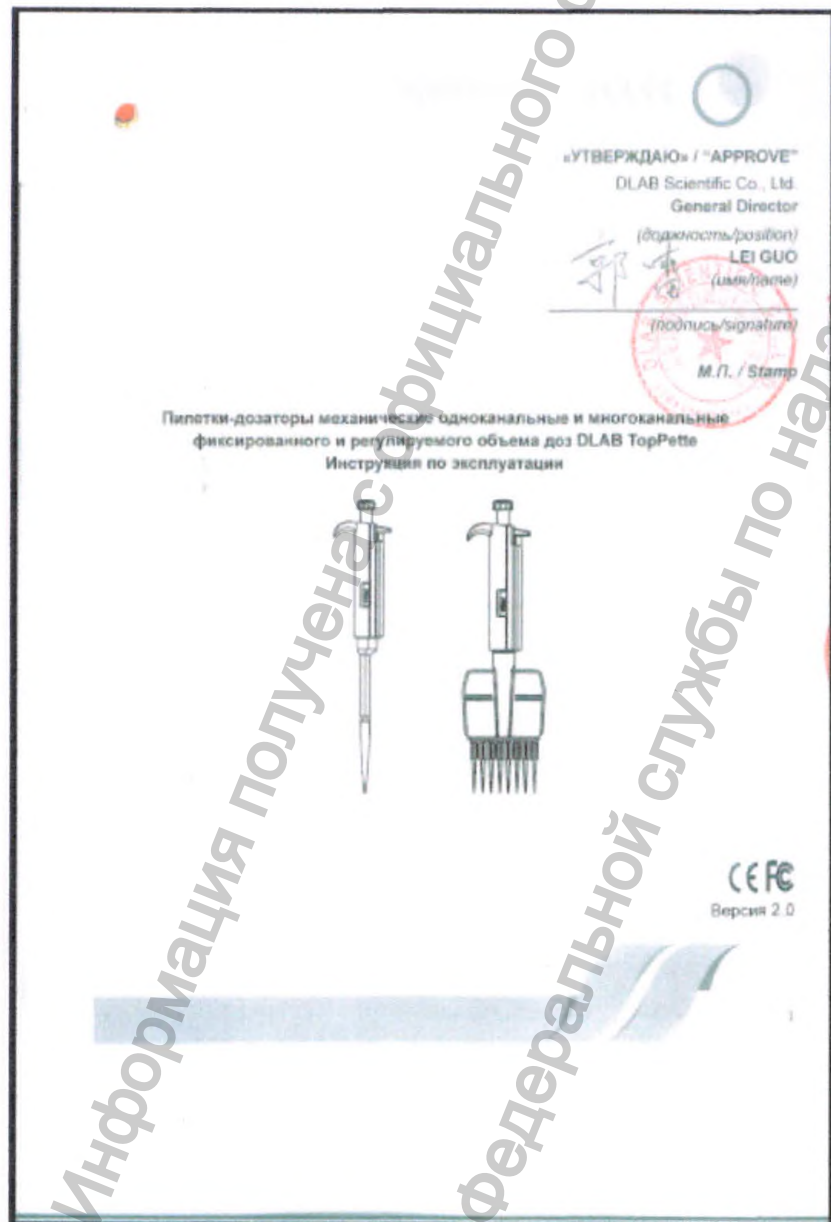 «УТВЕРЖДАЮ» / "APPROVE"
DLAB Scientific Co., Ltd.
General Director
(должность/position)
LEI GUO
(имя/name)
(подпись/signature)
М.П. / Stamp
Пипетки-дозаторы механические одноканальные и многоканальные
фиксированного и регулируемого объема доз DLAB TopPette
Инструкция по эксплуатации
CE FC
Версия 2.0
1
Информация получена с официального
Федеральной службы по надз